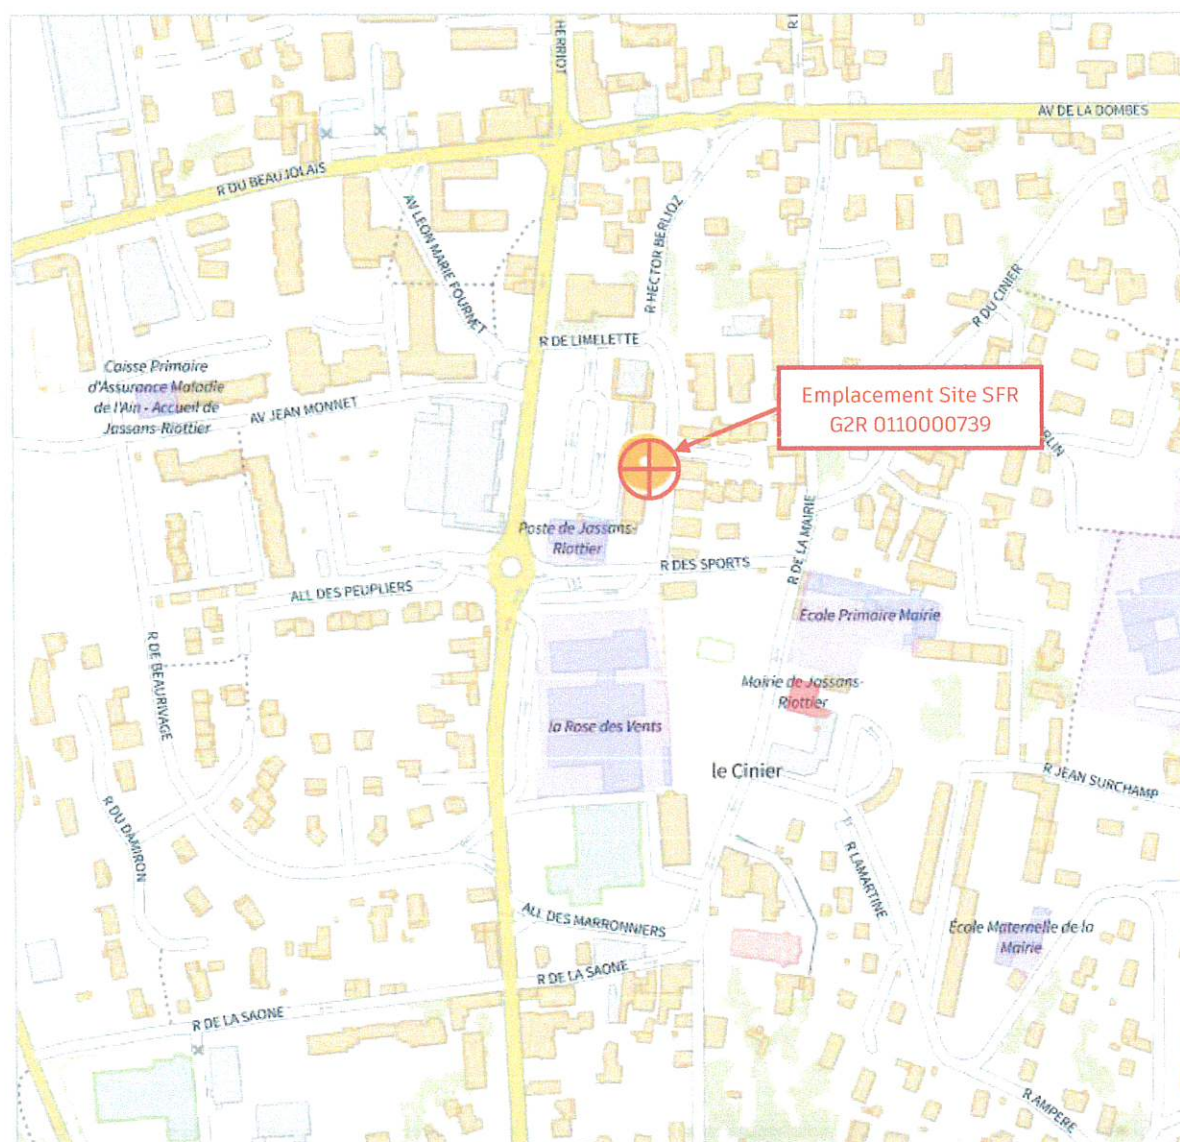 HERRIOT
AV DE LA DOMBES
R DU BEAUJOLAIS
AV LEON MARIE FOURNET
R HECTOR BERLIOZ
R DU CINIER
R DE LIMELETTE
Caisse Primaire
d'Assurance Maladie
de l'Ain - Accueil de
Jassans-Riottier
AV JEAN MONNET
Emplacement Site SFR
G2R 0110000739
Poste de Jassans-
Riottier
R DE LA MAIRIE
R DES SPORTS
ALL DES PEUPLIERS
Ecole Primaire Mairie
R DE BEAURIVAGE
Mairie de Jassans-
Riottier
la Rose des Vents
le Cinier
R JEAN SURCHAMP
R DU DAMIRON
R LAMARTINE
ALL DES MARRONNIERS
École Maternelle de la
Mairie
R DE LA SAONE
R DE LA SAONE
R AMPERE